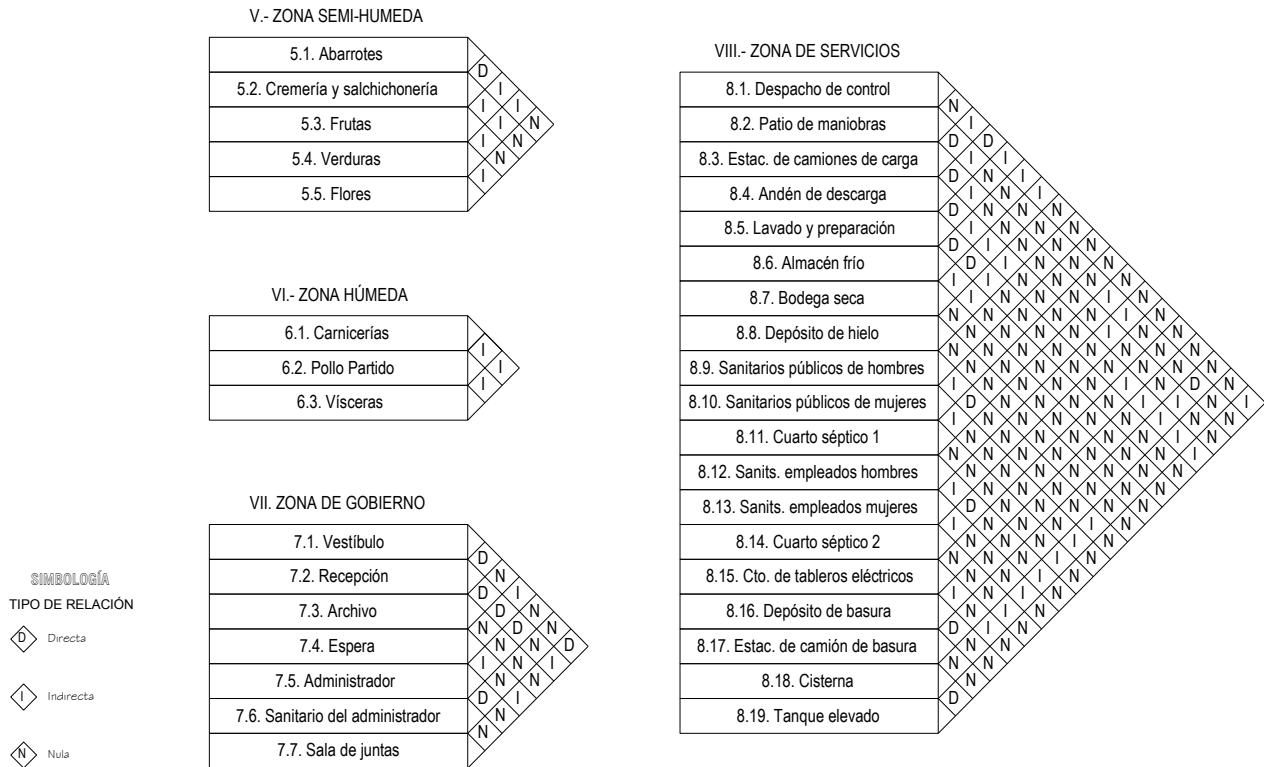 V.- ZONA SEMI-HUMEDA
5.1. Abarrotes
5.2. Cremería y salchichonería
5.3. Frutas
5.4. Verduras
5.5. Flores
D
I
I I
I N
I N
N
I
VI.- ZONA HÚMEDA
6.1. Carnicerías
6.2. Pollo Partido
6.3. Vísceras
I
I
I
VII. ZONA DE GOBIERNO
7.1. Vestíbulo
7.2. Recepción
7.3. Archivo
7.4. Espera
7.5. Administrador
7.6. Sanitario del administrador
7.7. Sala de juntas
D
N
D I
D N
N D N
N N D
I N I
N N
D I
N
N
SIMBOLOGÍA
TIPO DE RELACIÓN
D Directa
I Indirecta
N Nula
VIII.- ZONA DE SERVICIOS
8.1. Despacho de control
8.2. Patio de maniobras
8.3. Estac. de camiones de carga
8.4. Andén de descarga
8.5. Lavado y preparación
8.6. Almacén frío
8.7. Bodega seca
8.8. Depósito de hielo
8.9. Sanitarios públicos de hombres
8.10. Sanitarios públicos de mujeres
8.11. Cuarto séptico 1
8.12. Sanits. empleados hombres
8.13. Sanits. empleados mujeres
8.14. Cuarto séptico 2
8.15. Cto. de tableros eléctricos
8.16. Depósito de basura
8.17. Estac. de camión de basura
8.18. Cisterna
8.19. Tanque elevado
N
I
D D
I I
D N I
I N I
D N N N
I N N N
D I N N N
D I N N N
I I N N N N
I N N N I N
N N N N N I N
N N N N I N N
N N N N N N N N
N N N N N N N N
I N N N N I N D N
D N N N N I I N I
I N N N N N I N N
N N N N N N I N
N N N N N N N I
N N N N N N N
I N N N N N N
D N N N N N
I N N N I N
N N N I N
N N N I N
N N I N
I N I N
N I N
D I N
N N
N N
N
D